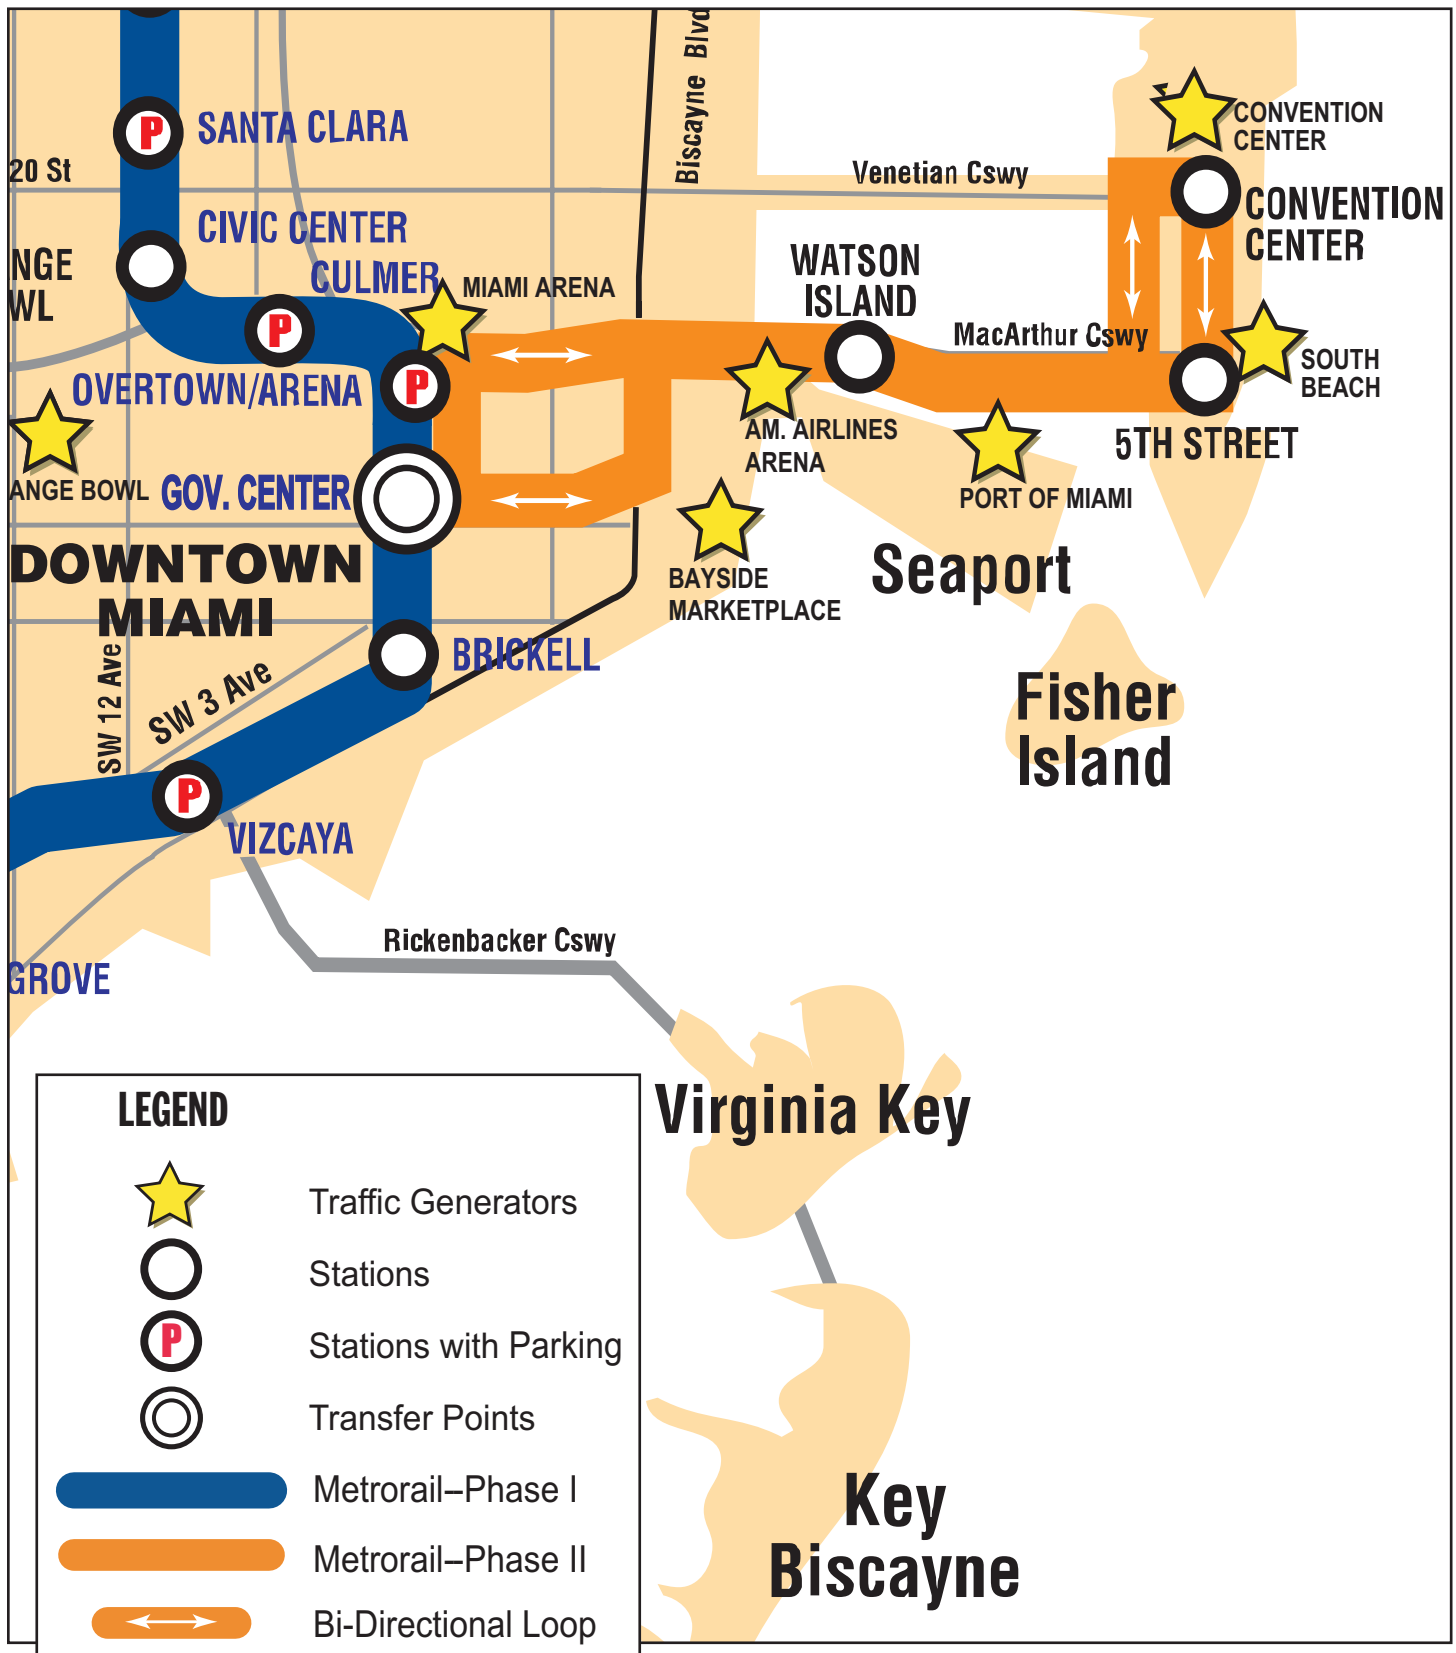 Biscayne Blvd
SANTA CLARA
CONVENTION
CENTER
20 St
Venetian Cswy
CIVIC CENTER
CONVENTION
CENTER
NGE
WL
CULMER
MIAMI ARENA
WATSON
ISLAND
MacArthur Cswy
OVERTOWN/ARENA
SOUTH
BEACH
AM. AIRLINES
ARENA
5TH STREET
ANGE BOWL
GOV. CENTER
PORT OF MIAMI
DOWNTOWN
MIAMI
BAYSIDE
MARKETPLACE
Seaport
BRICKELL
SW 12 Ave
SW 3 Ave
Fisher
Island
P
P
P
P
VIZCAYA
Rickenbacker Cswy
GROVE
Virginia Key
Key
Biscayne
LEGEND
Traffic Generators
Stations
P
Stations with Parking
Transfer Points
Metrorail–Phase I
Metrorail–Phase II
Bi-Directional Loop